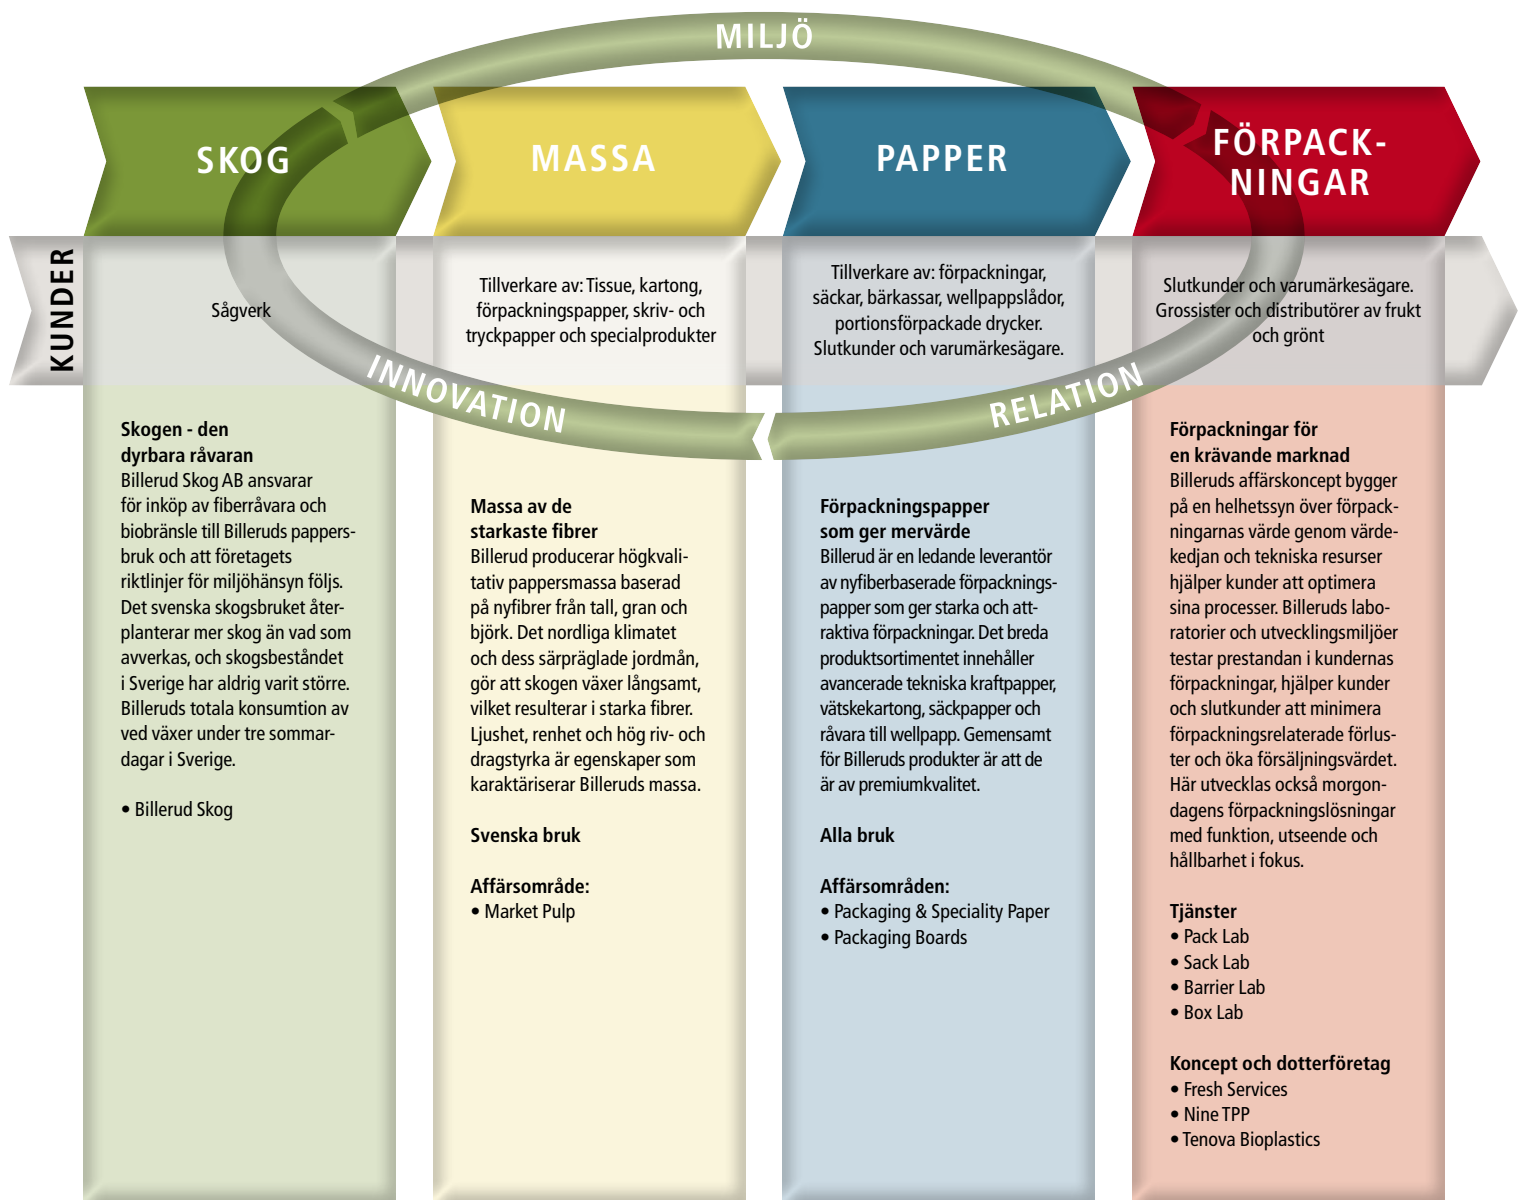 MILJÖ
SKOG
MASSA
PAPPER
FÖRPACK-
NINGAR
KUNDER
Sågverk
Tillverkare av: Tissue, kartong,
förpackningspapper, skriv- och
tryckpapper och specialprodukter
Tillverkare av: förpackningar,
säckar, bärkassar, wellpappslådor,
portionsförpackade drycker.
Slutkunder och varumärkesägare.
Slutkunder och varumärkesägare.
Grossister och distributörer av frukt
och grönt
INNOVATION
RELATION
Skogen - den
dyrbara råvaran
Billerud Skog AB ansvarar
för inköp av fiberråvara och
biobränsle till Billeruds pappers-
bruk och att företagets
riktlinjer för miljöhänsyn följs.
Det svenska skogsbruket åter-
planterar mer skog än vad som
avverkas, och skogsbeståndet
i Sverige har aldrig varit större.
Billeruds totala konsumtion av
ved växer under tre sommar-
dagar i Sverige.
• Billerud Skog
Massa av de
starkaste fibrer
Billerud producerar högkvali-
tativ pappersmassa baserad
på nyfibrer från tall, gran och
björk. Det nordliga klimatet
och dess särpräglade jordmån,
gör att skogen växer långsamt,
vilket resulterar i starka fibrer.
Ljushet, renhet och hög riv- och
dragstyrka är egenskaper som
karaktäriserar Billeruds massa.
Svenska bruk
Affärsområde:
• Market Pulp
Förpackningspapper
som ger mervärde
Billerud är en ledande leverantör
av nyfiberbaserade förpacknings-
papper som ger starka och att-
raktiva förpackningar. Det breda
produktsortimentet innehåller
avancerade tekniska kraftpapper,
vätskekartong, säckpapper och
råvara till wellpapp. Gemensamt
för Billeruds produkter är att de
är av premiumkvalitet.
Alla bruk
Affärsområden:
• Packaging & Speciality Paper
• Packaging Boards
Förpackningar för
en krävande marknad
Billeruds affärskoncept bygger
på en helhetssyn över förpack-
ningarnas värde genom värde-
kedjan och tekniska resurser
hjälper kunder att optimera
sina processer. Billeruds labo-
ratorier och utvecklingsmiljöer
testar prestandan i kundernas
förpackningar, hjälper kunder
och slutkunder att minimera
förpackningsrelaterade förlus-
ter och öka försäljningsvärdet.
Här utvecklas också morgon-
dagens förpackningslösningar
med funktion, utseende och
hållbarhet i fokus.
Tjänster
• Pack Lab
• Sack Lab
• Barrier Lab
• Box Lab
Koncept och dotterföretag
• Fresh Services
• Nine TPP
• Tenova Bioplastics